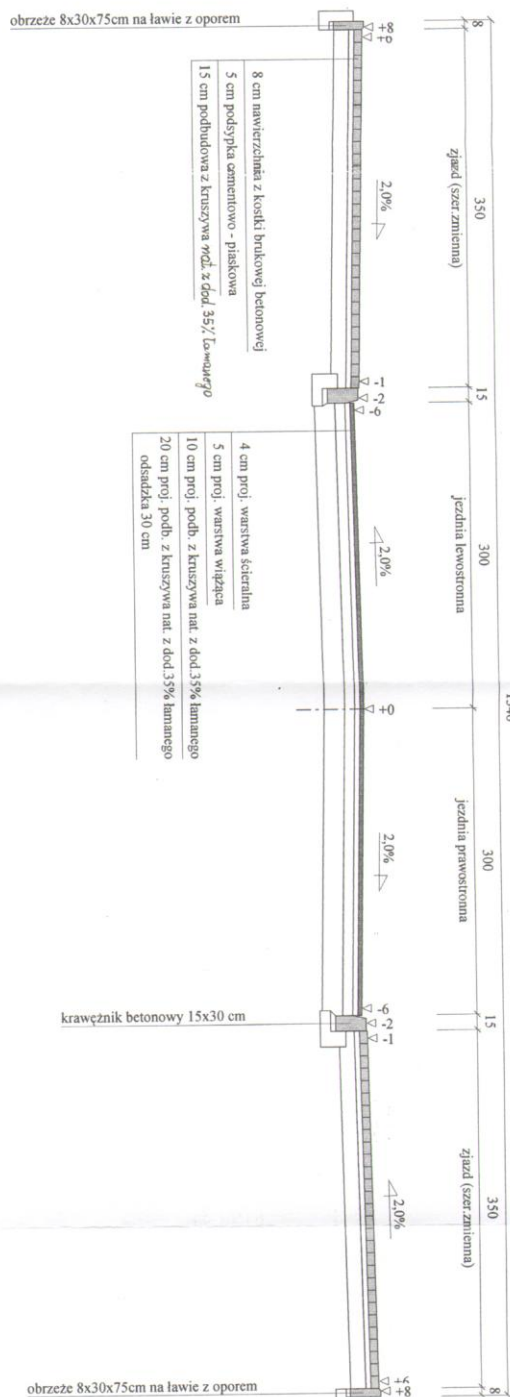 obrzeże 8x30x75cm na ławie z oporem
8
350
zjazd (szer.zmienna)
15
300
jezdnia lewostronna
300
jezdnia prawostronna
15
350
zjazd (szer.zmienna)
8
+8
2,0%
-1
-2
-6
2,0%
+0
2,0%
-6
-2
-1
2,0%
+6
+8
8 cm nawierzchnia z kostki brukowej betonowej
5 cm podsypka cementowo - piaskowa
15 cm podbudowa z kruszywa nat. z dod. 35% łamanego
4 cm proj. warstwa ścieralna
5 cm proj. warstwa wiążąca
10 cm proj. podb. z kruszywa nat. z dod.35% łamanego
20 cm proj. podb. z kruszywa nat. z dod.35% łamanego
odsadzka 30 cm
krawężnik betonowy 15x30 cm
obrzeże 8x30x75cm na ławie z oporem